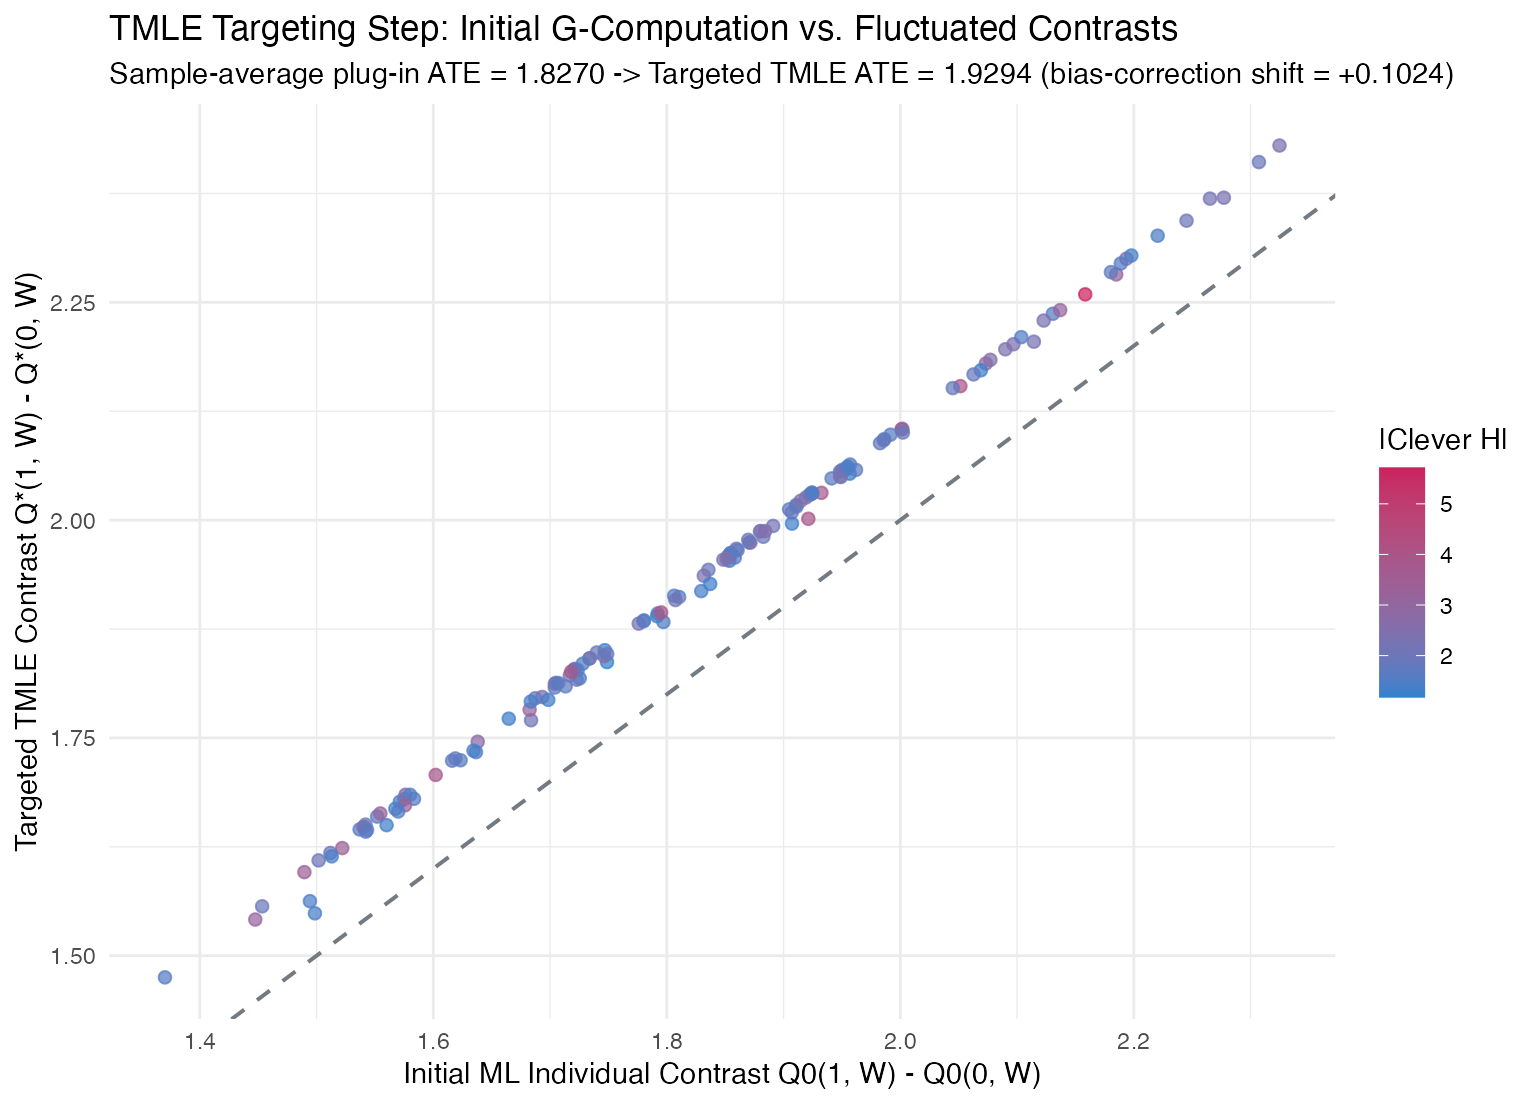 TMLE Targeting Step: Initial G-Computation vs. Fluctuated Contrasts
Sample-average plug-in ATE = 1.8270 -> Targeted TMLE ATE = 1.9294 (bias-correction shift = +0.1024)
Targeted TMLE Contrast Q*(1, W) - Q*(0, W)
2.25
2.00
1.75
1.50
1.4
1.6
1.8
2.0
2.2
Initial ML Individual Contrast Q0(1, W) - Q0(0, W)
|Clever H|
5
4
3
2